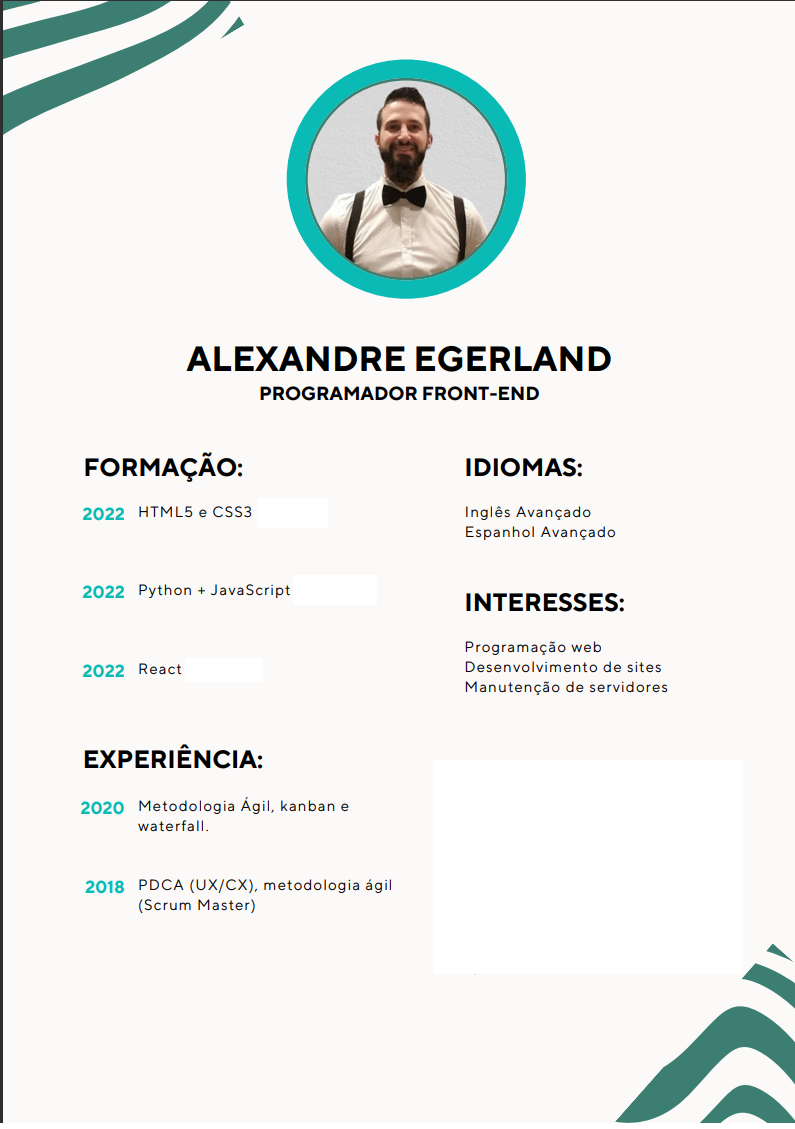 ALEXANDRE EGERLAND
PROGRAMADOR FRONT-END
FORMAÇÃO:
2022 HTML5 e CSS3
2022 Python + JavaScript
2022 React
EXPERIÊNCIA:
2020 Metodologia Ágil, kanban e
waterfall.
2018 PDCA (UX/CX), metodologia ágil
(Scrum Master)
IDIOMAS:
Inglês Avançado
Espanhol Avançado
INTERESSES:
Programação web
Desenvolvimento de sites
Manutenção de servidores